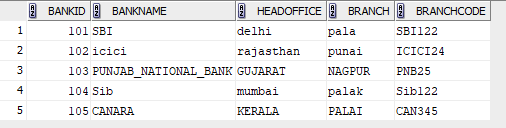 BANKID BANKNAME HEADOFFICE BRANCH BRANCHCODE
1 101 SBI delhi pala SBI122
2 102 icici rajasthan punai ICICI24
3 103 PUNJAB_NATIONAL_BANK GUJARAT NAGPUR PNB25
4 104 Sib mumbai palak Sib122
5 105 CANARA KERALA PALAI CAN345